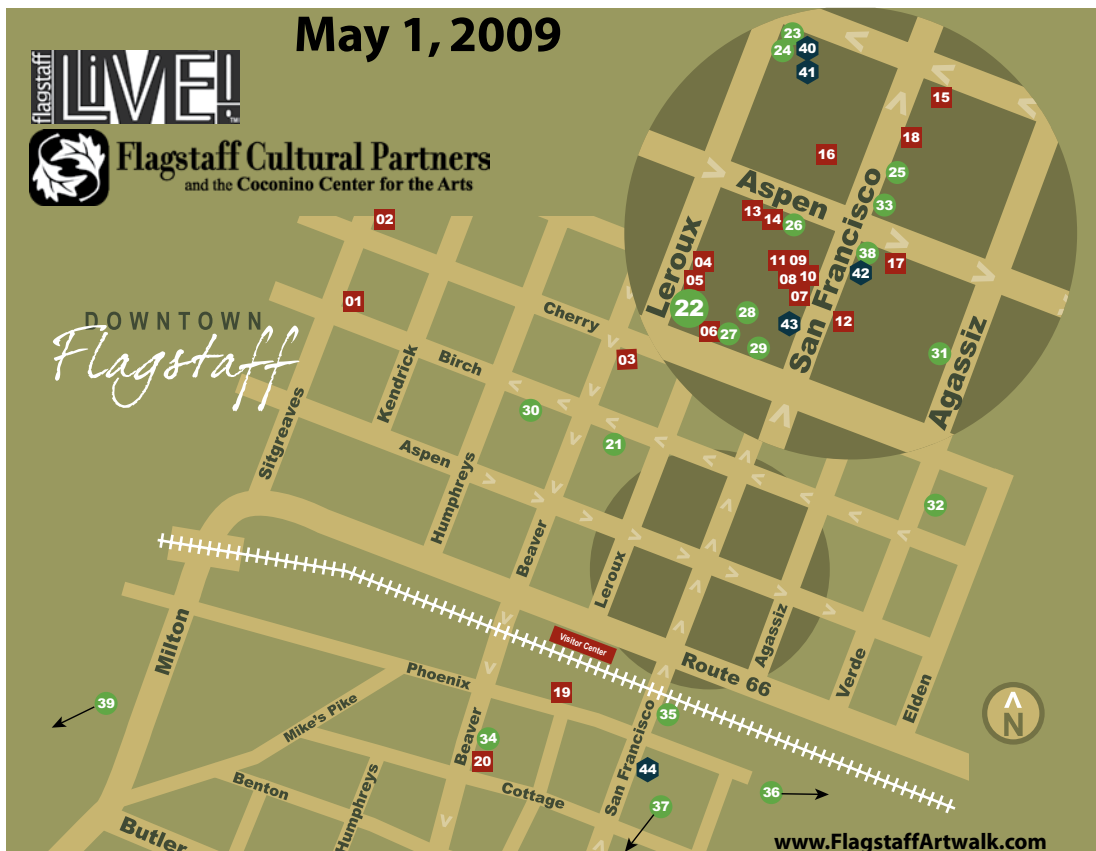 May 1, 2009
flagstaff
LiVE!
TM
Flagstaff Cultural Partners
and the Coconino Center for the Arts
DOWNTOWN
Flagstaff
23
24
40
41
15
18
16
25
33
Aspen
San Francisco
13
14
26
Leroux
04
05
11
09
08
10
07
38
42
17
22
06
27
28
29
43
12
31
Agassiz
02
01
03
Cherry
Birch
Kendrick
Sitgreaves
30
21
Aspen
Humphreys
Beaver
Leroux
32
Agassiz
Verde
Elden
Route 66
Visitor Center
Milton
Phoenix
19
35
39
Mike's Pike
Beaver
34
20
San Francisco
44
36
37
Benton
Humphreys
Cottage
Butler
N
www.FlagstaffArtwalk.com